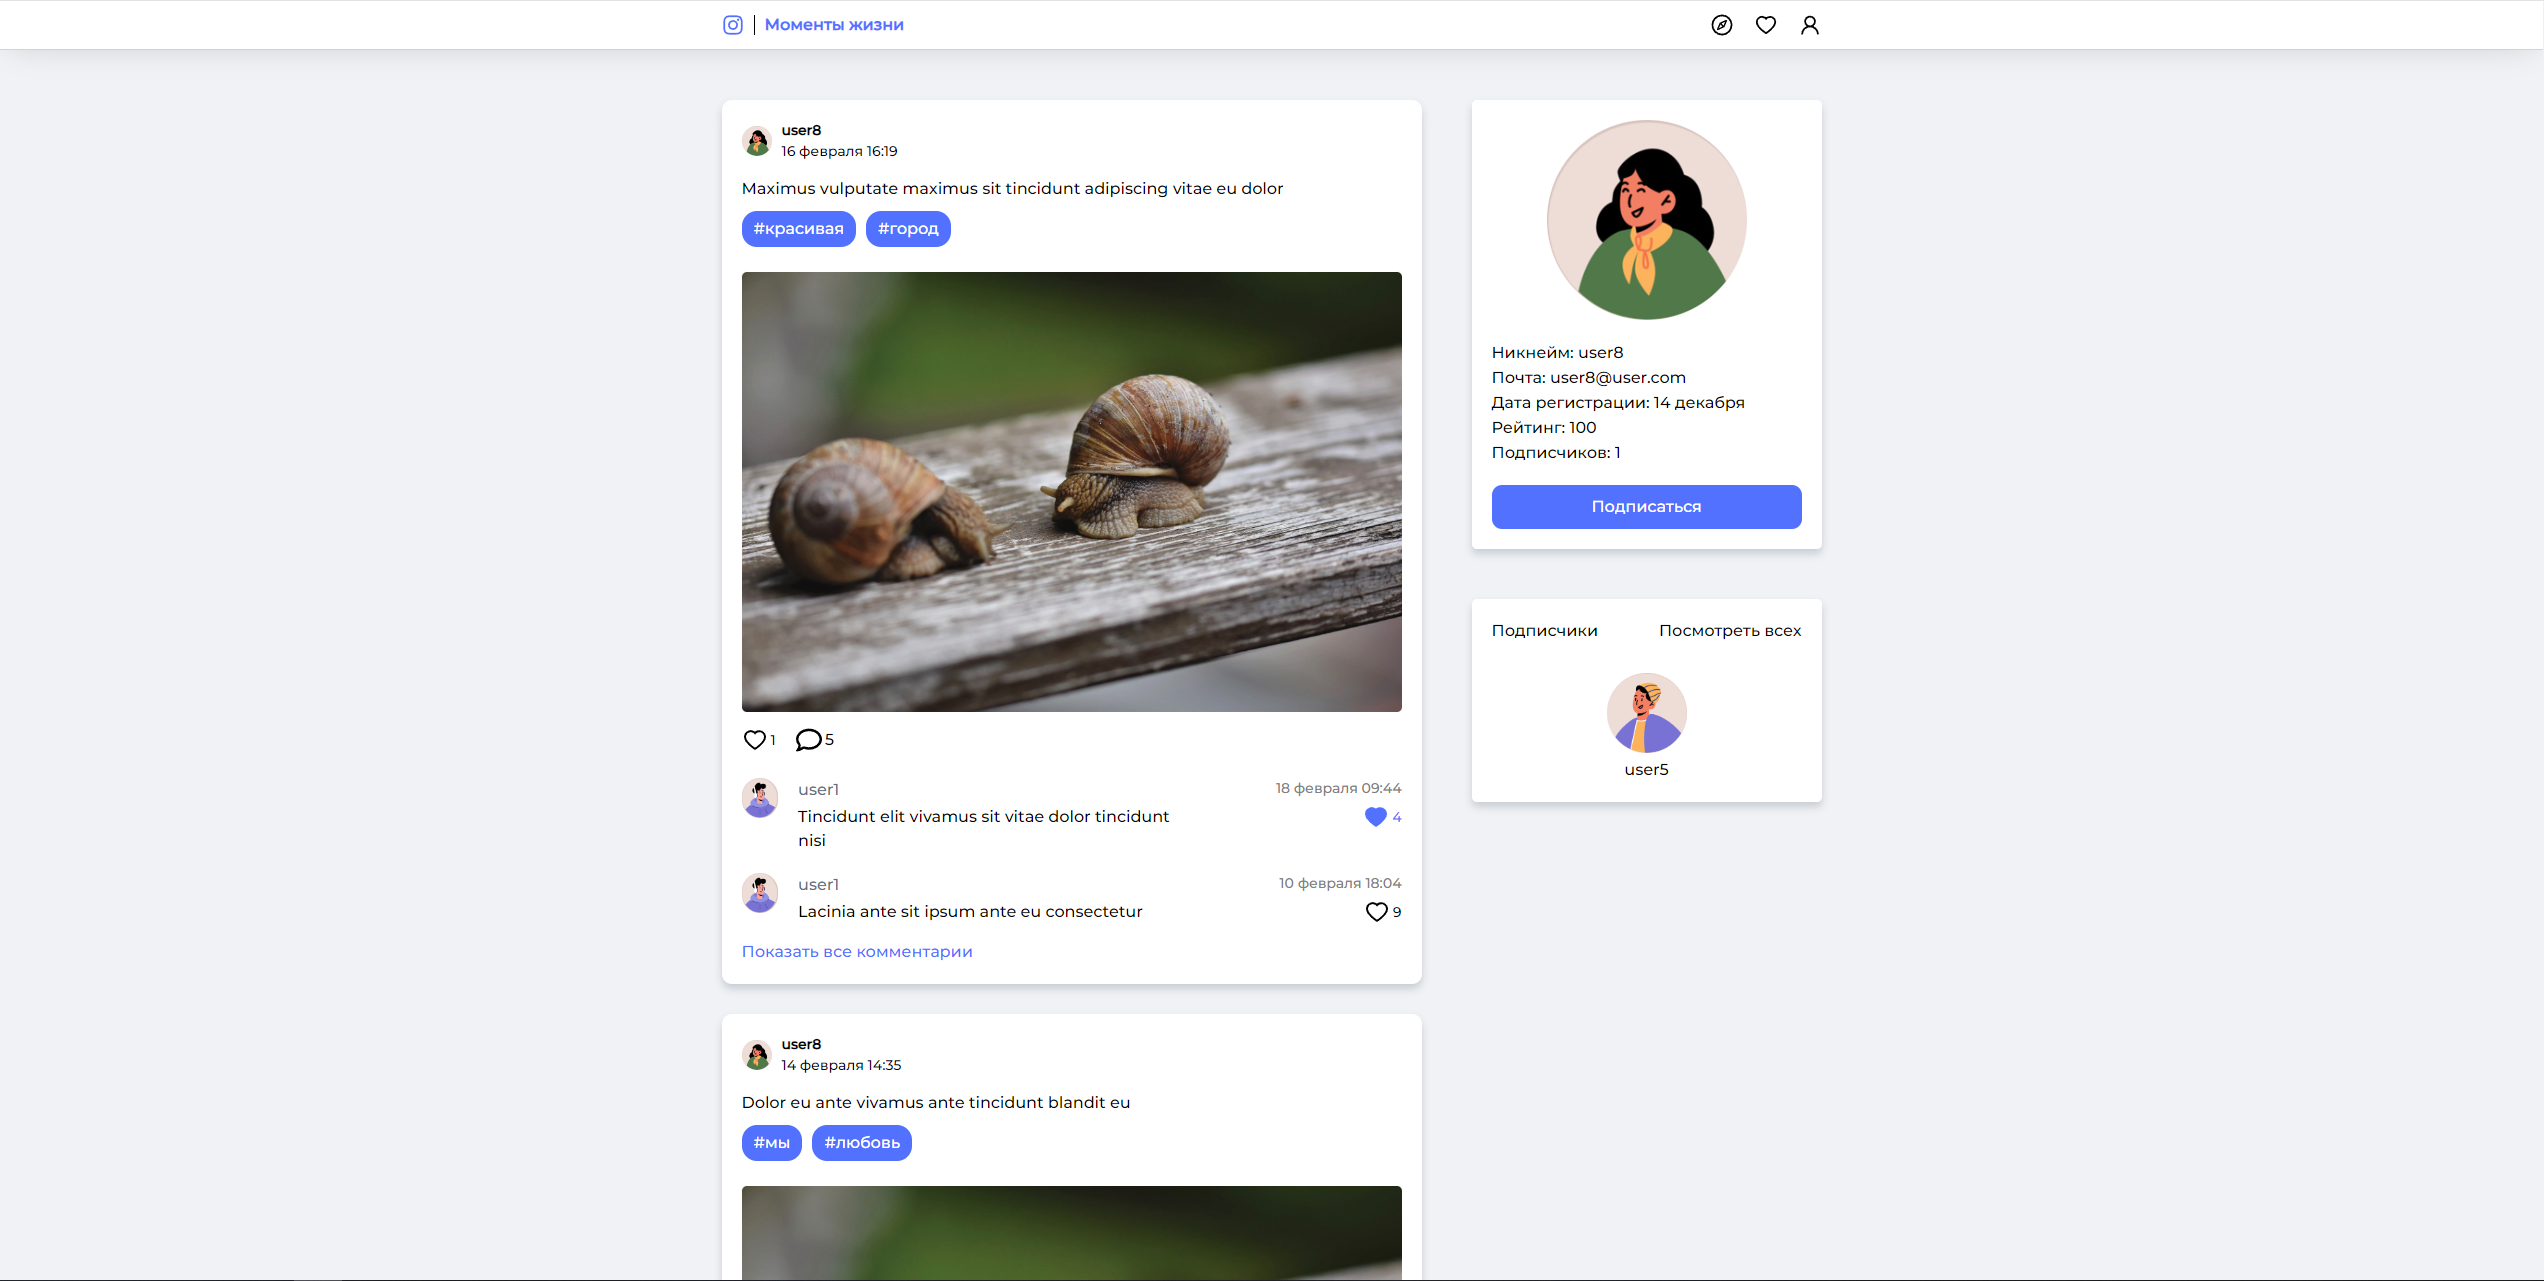 Моменты жизни
user8
16 февраля 16:19
Maximus vulputate maximus sit tincidunt adipiscing vitae eu dolor
#красивая #город
1 5
user1 18 февраля 09:44
Tincidunt elit vivamus sit vitae dolor tincidunt 4
nisi
user1 10 февраля 18:04
Lacinia ante sit ipsum ante eu consectetur 9
Показать все комментарии
user8
14 февраля 14:35
Dolor eu ante vivamus ante tincidunt blandit eu
#мы #любовь
Никнейм: user8
Почта: user8@user.com
Дата регистрации: 14 декабря
Рейтинг: 100
Подписчиков: 1
Подписаться
Подписчики Посмотреть всех
user5